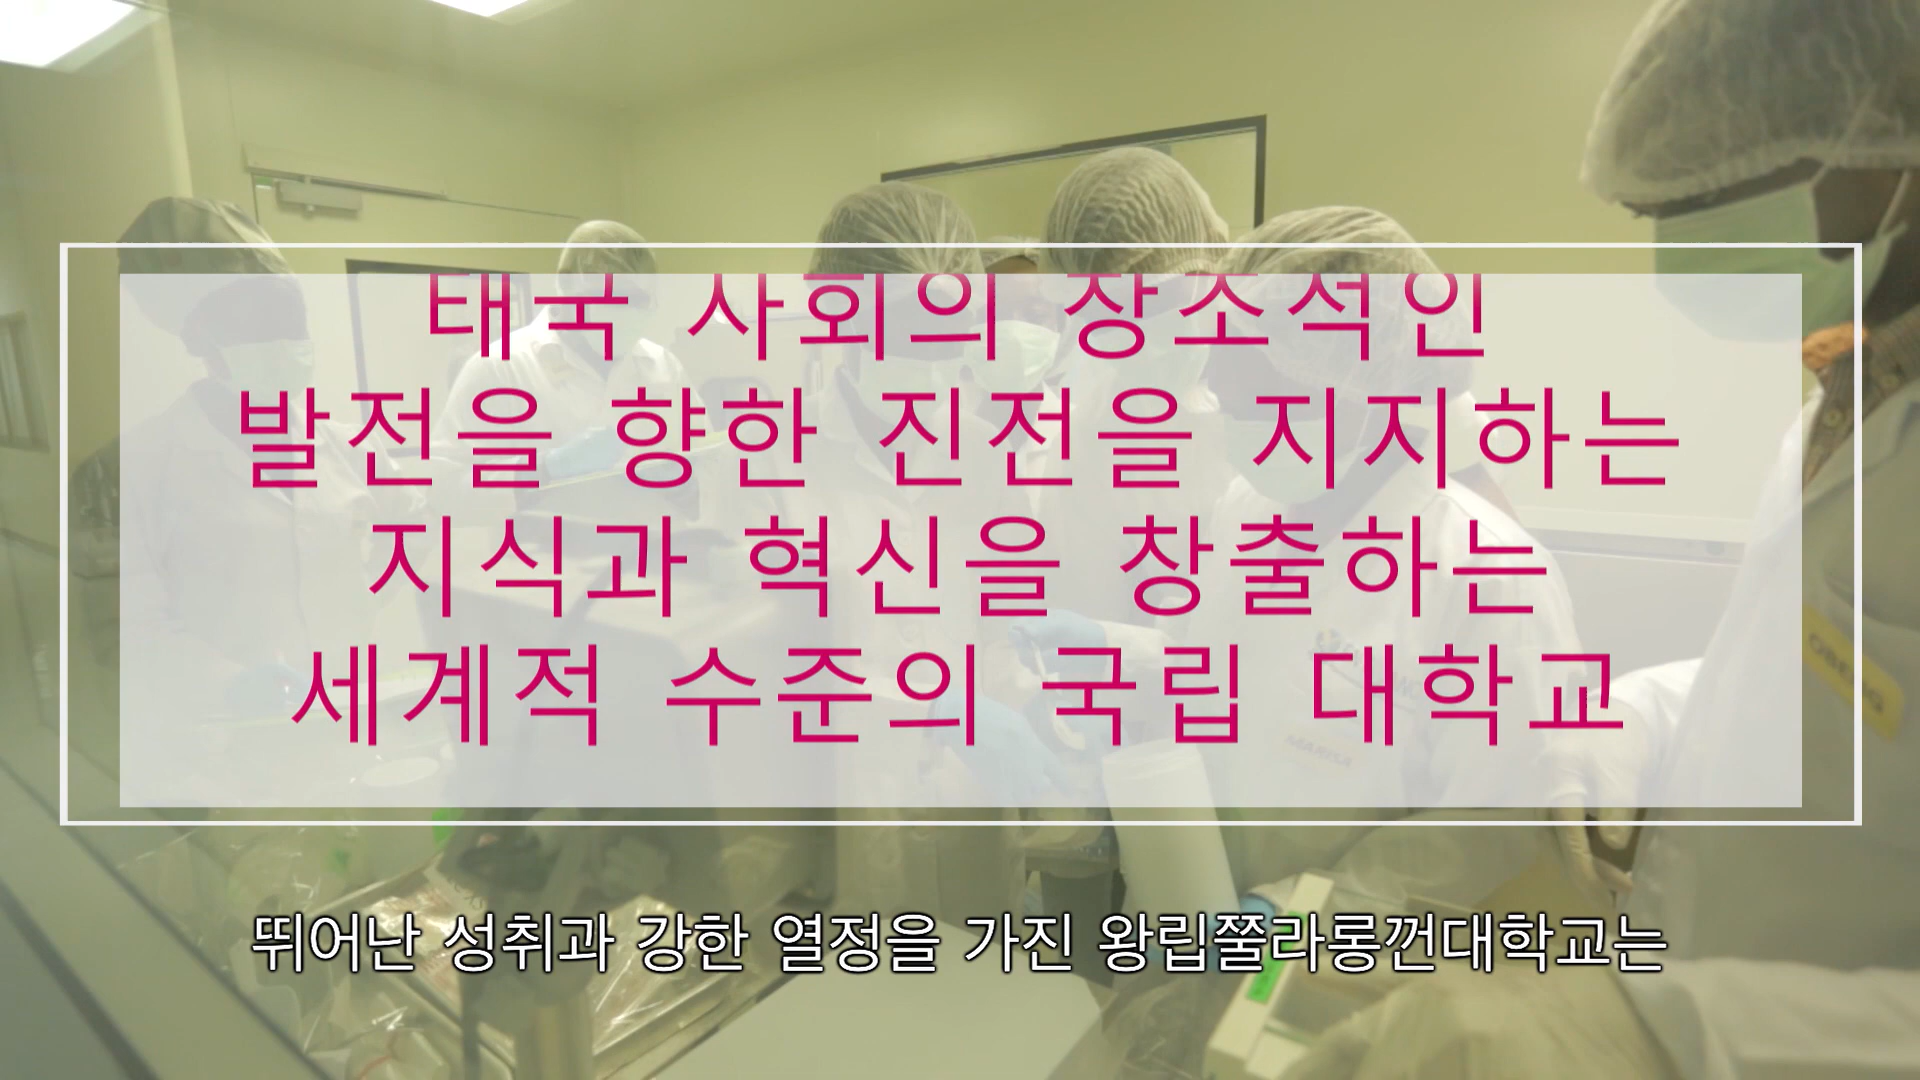 태국 사회의 창조적인
발전을 향한 진전을 지지하는
지식과 혁신을 창출하는
세계적 수준의 국립 대학교
MARISA
뛰어난 성취과 강한 열정을 가진 왕립쭐라롱껀대학교는